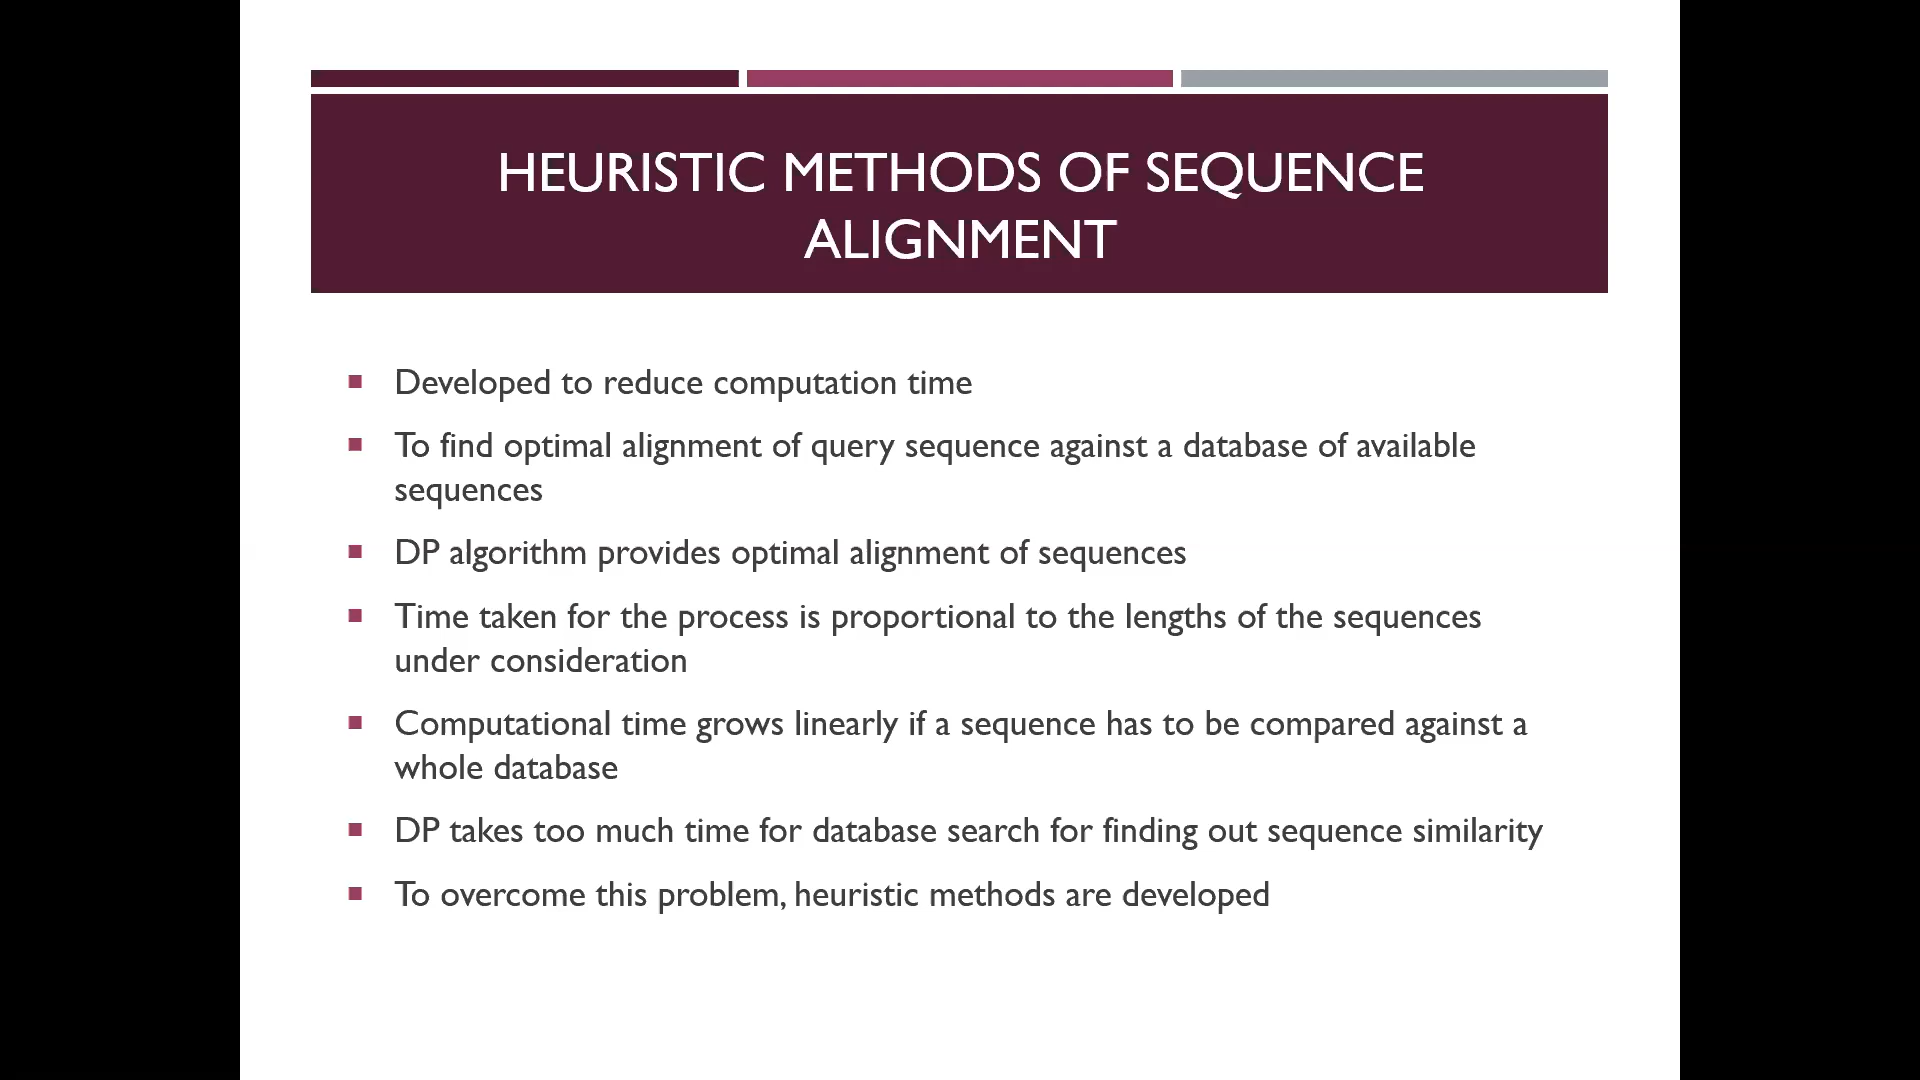 HEURISTIC METHODS OF SEQUENCE
ALIGNMENT
Developed to reduce computation time
To find optimal alignment of query sequence against a database of available
sequences
DP algorithm provides optimal alignment of sequences
Time taken for the process is proportional to the lengths of the sequences
under consideration
Computational time grows linearly if a sequence has to be compared against a
whole database
DP takes too much time for database search for finding out sequence similarity
To overcome this problem, heuristic methods are developed